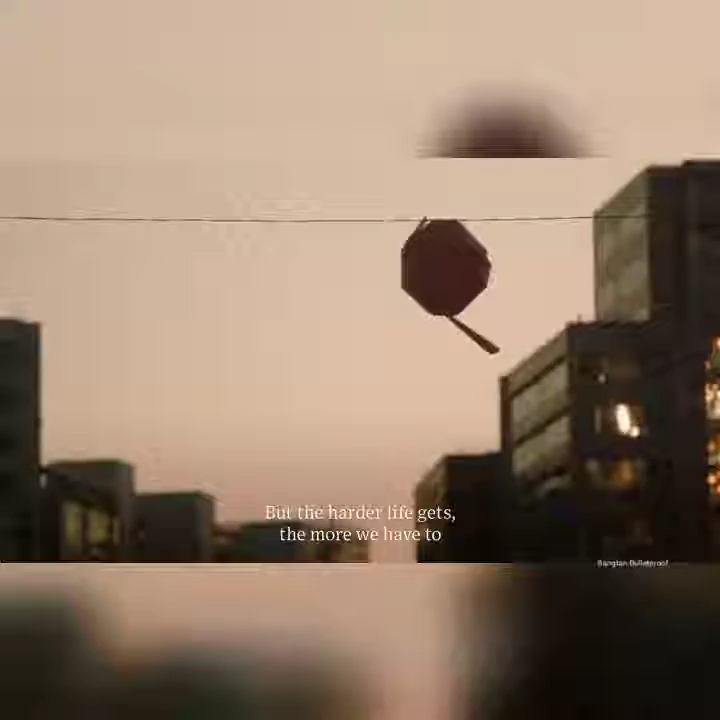 But the harder life gets,
the more we have to
Bangtan Bulletproof